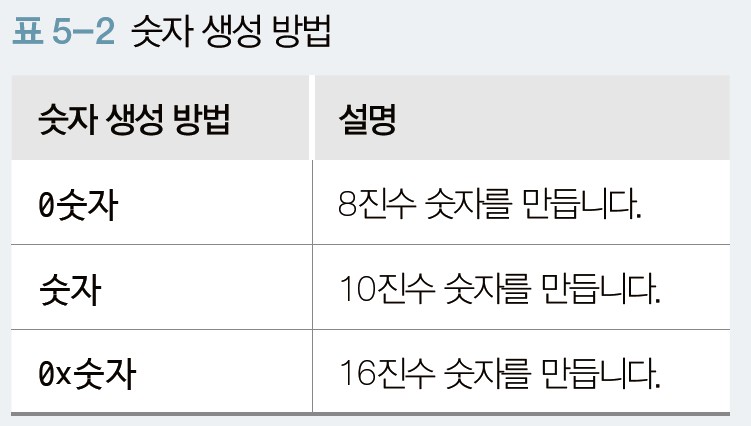 표 5-2 숫자 생성 방법
숫자 생성 방법 설명
0숫자 8진수 숫자를 만듭니다.
숫자 10진수 숫자를 만듭니다.
0x숫자 16진수 숫자를 만듭니다.